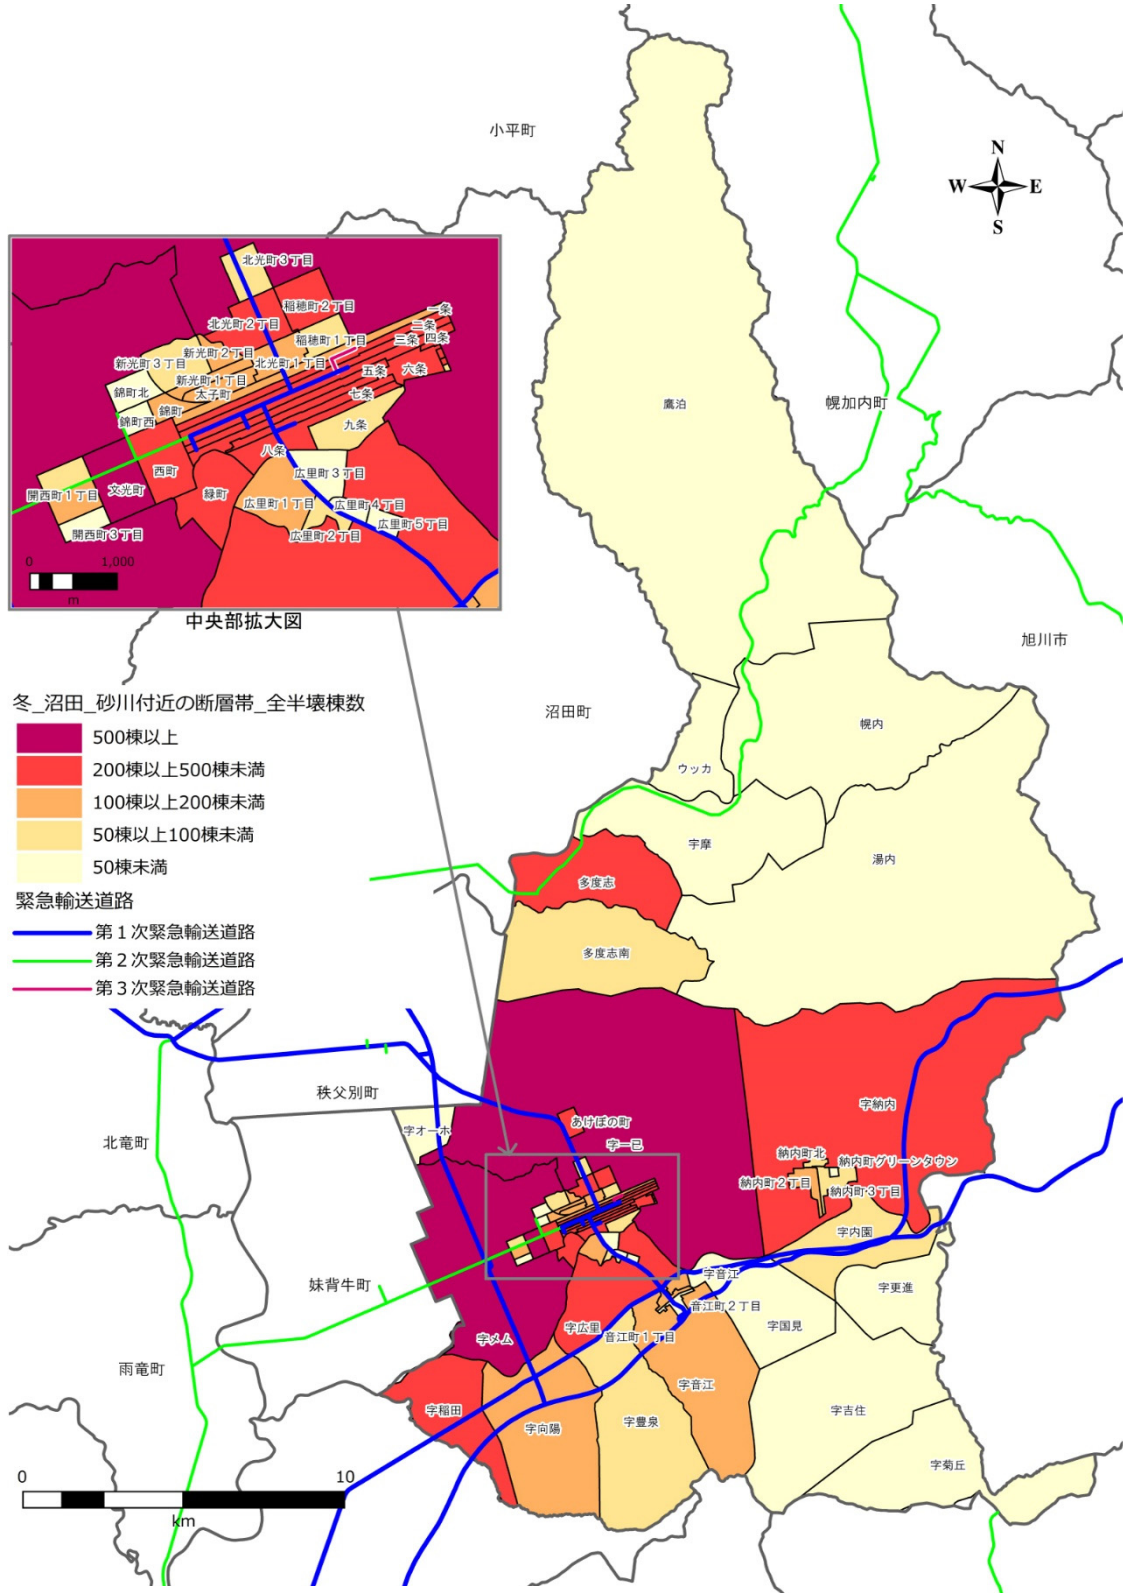 小平町
N
W E
S
北光町3丁目
稲穂町2丁目
一条
北光町2丁目
二条
稲穂町1丁目
三条
四条
新光町2丁目
新光町3丁目
北光町1丁目
新光町1丁目
五条
六条
太子町
錦町北
七条
錦町
錦町西
九条
八条
西町
広里町3丁目
緑町
開西町1丁目
文光町
広里町1丁目
広里町4丁目
広里町5丁目
開西町3丁目
広里町2丁目
0 1,000
m
中央部拡大図
鷹泊
幌加内町
旭川市
冬_沼田_砂川付近の断層帯_全半壊棟数
500棟以上
200棟以上500棟未満
100棟以上200棟未満
50棟以上100棟未満
50棟未満
緊急輸送道路
第1次緊急輸送道路
第2次緊急輸送道路
第3次緊急輸送道路
沼田町
幌内
ウッカ
宇摩
湯内
多度志
多度志南
秩父別町
北竜町
字オーホ
あけぼの町
字一已
字納内
納内町北
納内町グリーンタウン
納内町2丁目
納内町3丁目
字内園
妹背牛町
字音江
字更進
音江町2丁目
字国見
字メム
字広里
音江町1丁目
雨竜町
字音江
字稲田
字向陽
字豊泉
字吉住
字菊丘
0 10
km